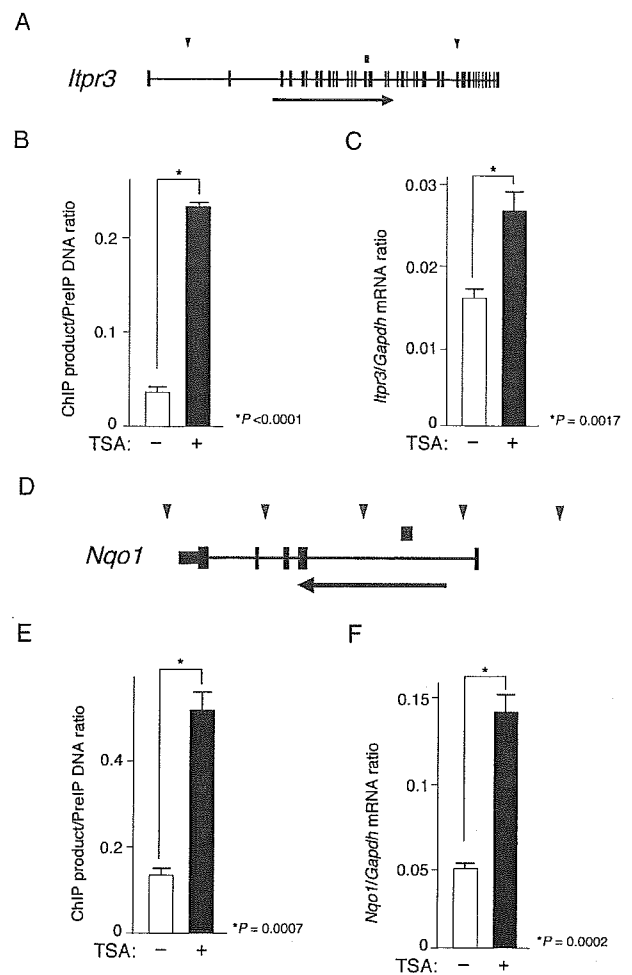 A
Itpr3
B
C
ChIP product/PreIP DNA ratio
0.2
0.1
0
TSA: − +
*P <0.0001
Itpr3/Gapdh mRNA ratio
0.03
0.02
0.01
0
TSA: − +
*P = 0.0017
*
*
D
Nqo1
E
F
ChIP product/PreIP DNA ratio
0.4
0.2
0
TSA: − +
*P = 0.0007
Nqo1/Gapdh mRNA ratio
0.15
0.1
0.05
0
TSA: − +
*P = 0.0002
*
*